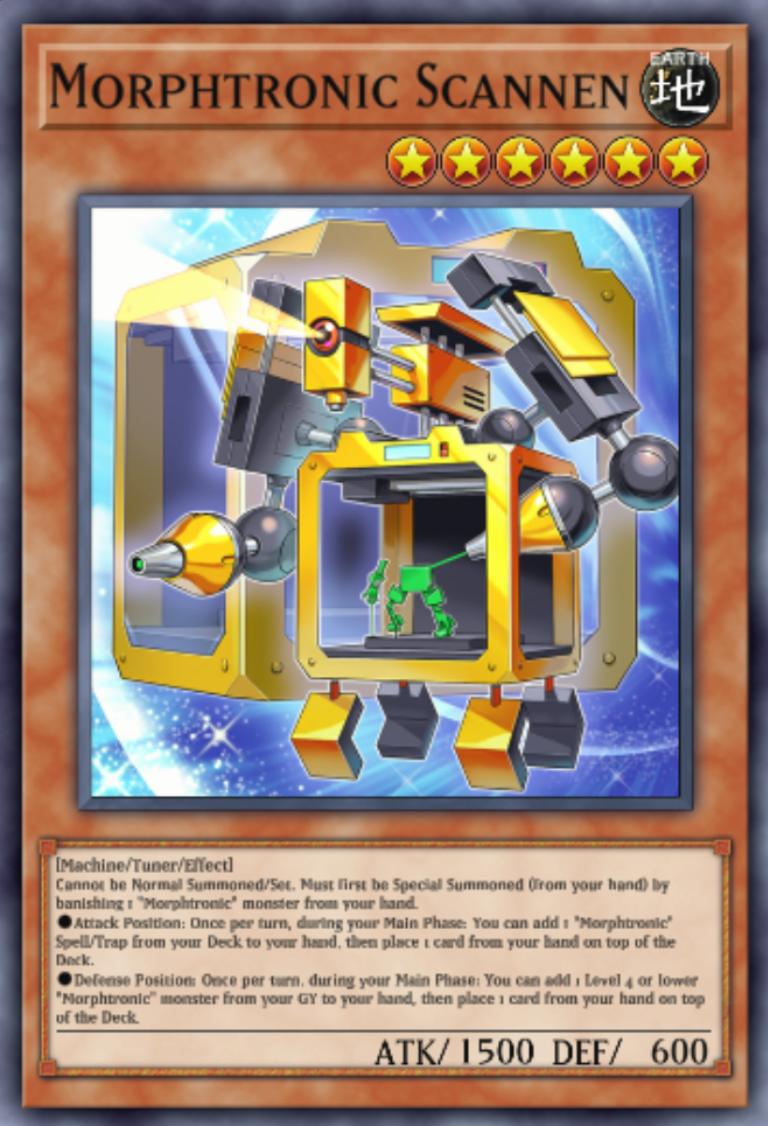 MORPHTRONIC SCANNEN
EARTH
地
[Machine/Tuner/Effect]
Cannot be Normal Summoned/Set. Must first be Special Summoned (from your hand) by
banishing 1 "Morphtronic" monster from your hand.
●Attack Position: Once per turn, during your Main Phase: You can add 1 "Morphtronic"
Spell/Trap from your Deck to your hand, then place 1 card from your hand on top of the
Deck.
●Defense Position: Once per turn, during your Main Phase: You can add 1 Level 4 or lower
"Morphtronic" monster from your GY to your hand, then place 1 card from your hand on top
of the Deck.
ATK/ 1500 DEF/ 600